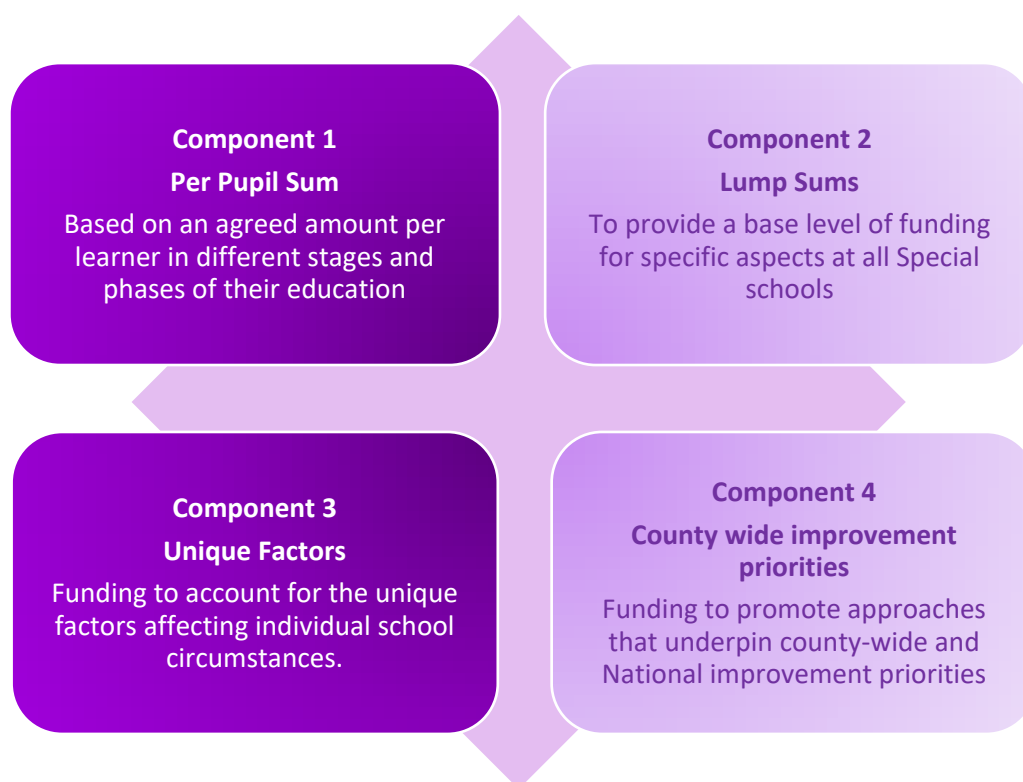 Component 1
Per Pupil Sum
Based on an agreed amount per
learner in different stages and
phases of their education
Component 2
Lump Sums
To provide a base level of funding
for specific aspects at all Special
schools
Component 3
Unique Factors
Funding to account for the unique
factors affecting individual school
circumstances.
Component 4
County wide improvement
priorities
Funding to promote approaches
that underpin county-wide and
National improvement priorities